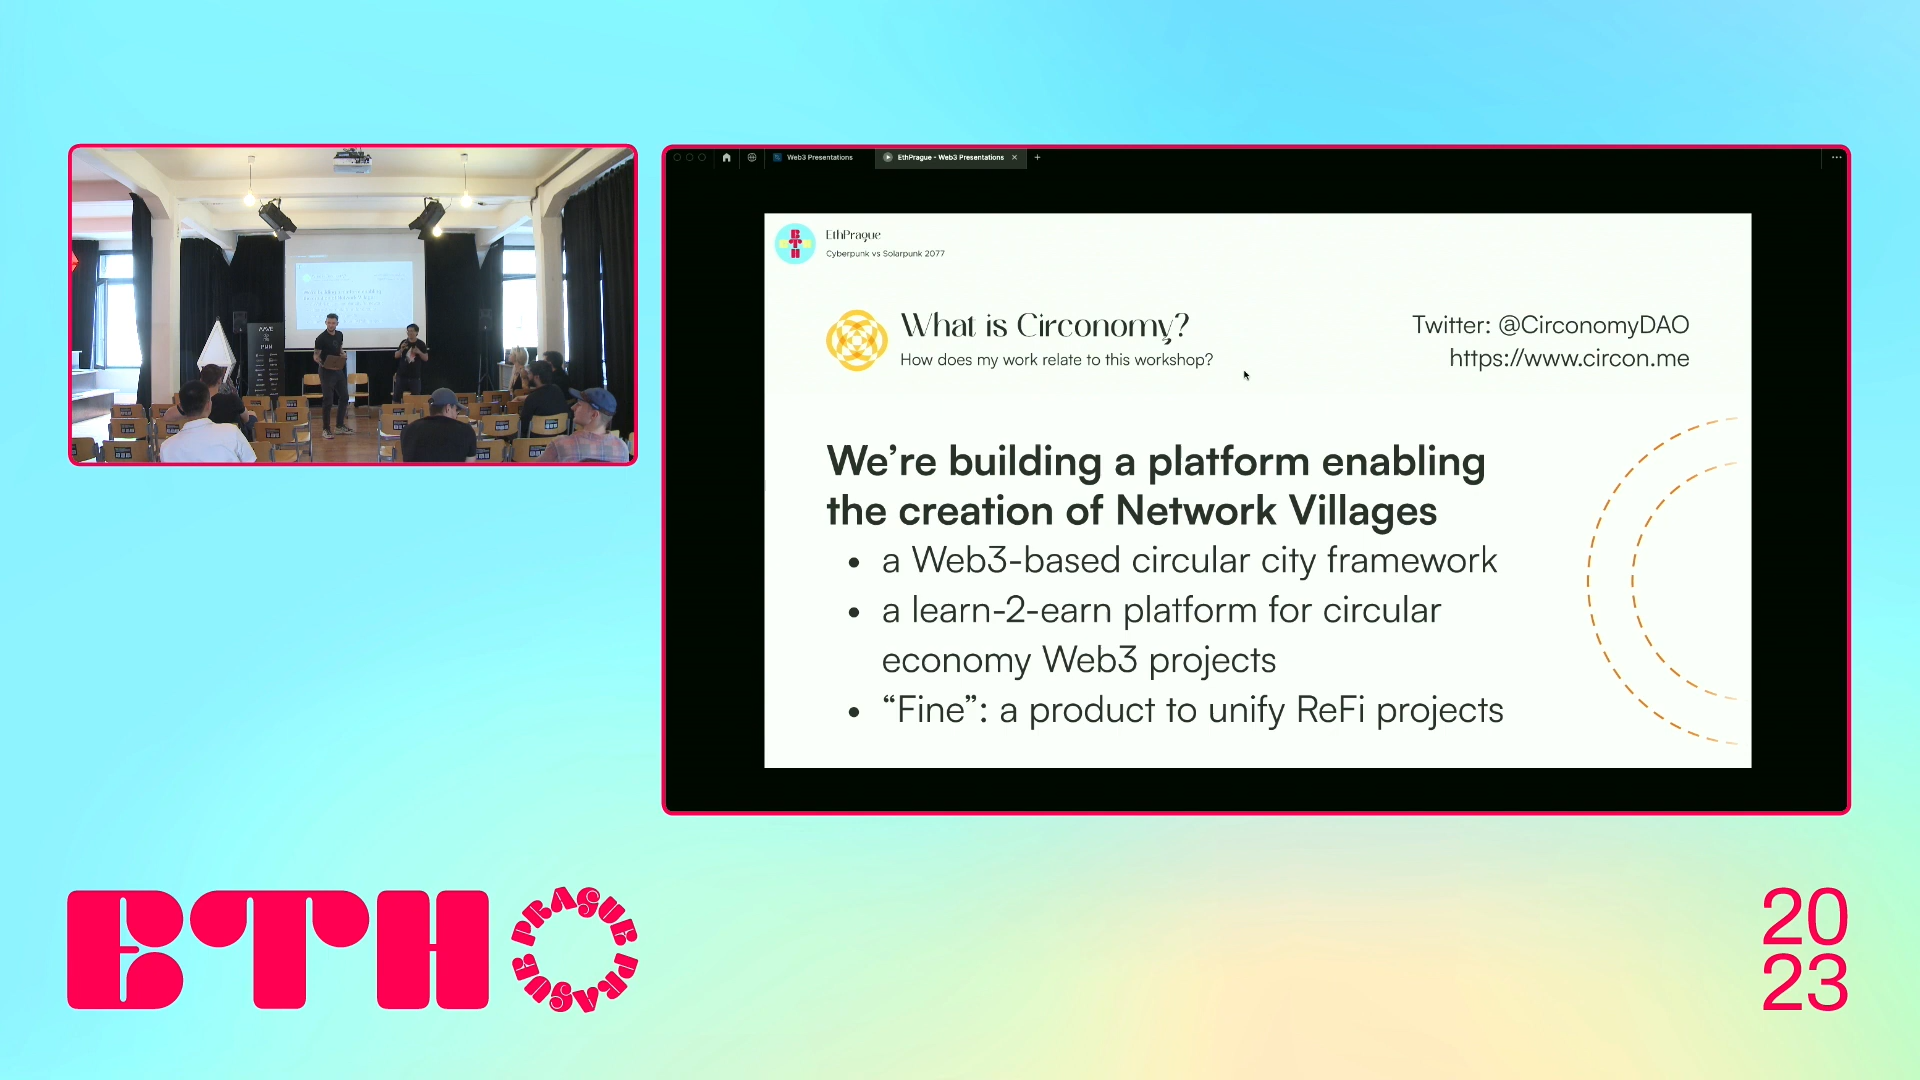 AAVE
Web3 Presentations
EthPrague - Web3 Presentations
EthPrague
Cyberpunk vs Solarpunk 2077
ETH
What is Circonomy?
How does my work relate to this workshop?
Twitter: @CirconomyDAO
https://www.circon.me
We're building a platform enabling
the creation of Network Villages
• a Web3-based circular city framework
• a learn-2-earn platform for circular
economy Web3 projects
• “Fine”: a product to unify ReFi projects
ETH
PRAGUE PRAGUE
20
23